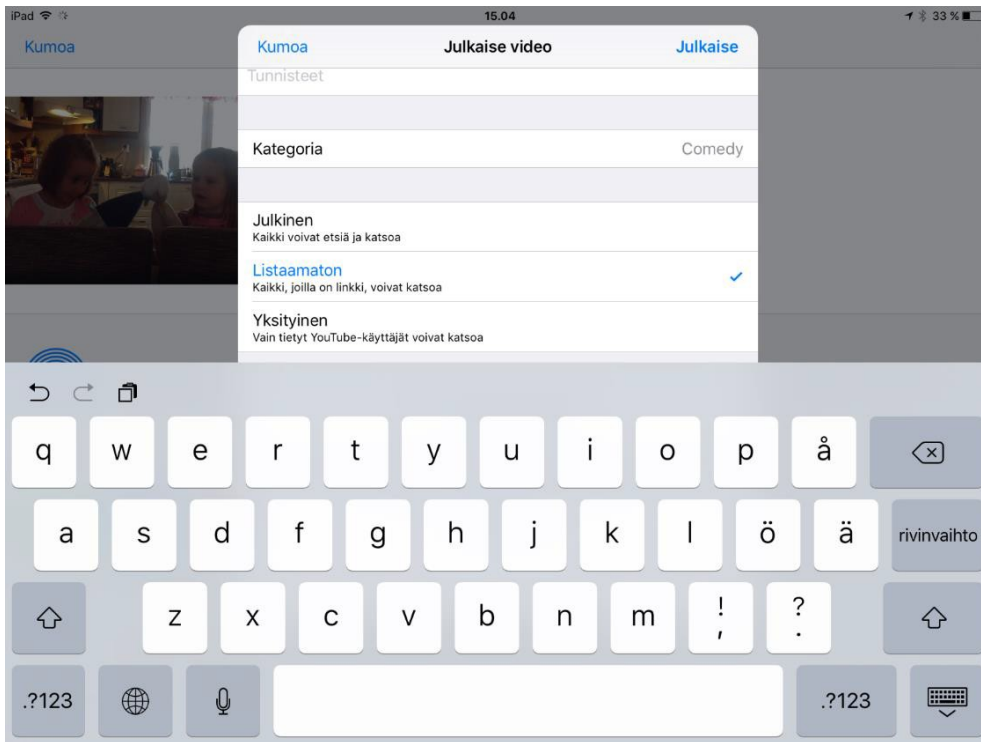 iPad 15.04 33 %
Kumoa
Kumoa Julkaise video Julkaise
Tunnisteet
Kategoria Comedy
Julkinen
Kaikki voivat etsiä ja katsoa
Listaamaton
Kaikki, joilla on linkki, voivat katsoa
Yksityinen
Vain tietyt YouTube-käyttäjät voivat katsoa
q w e r t y u i o p å
a s d f g h j k l ö ä rivinvaihto
z x c v b n m ! , ? .
.?123 .?123